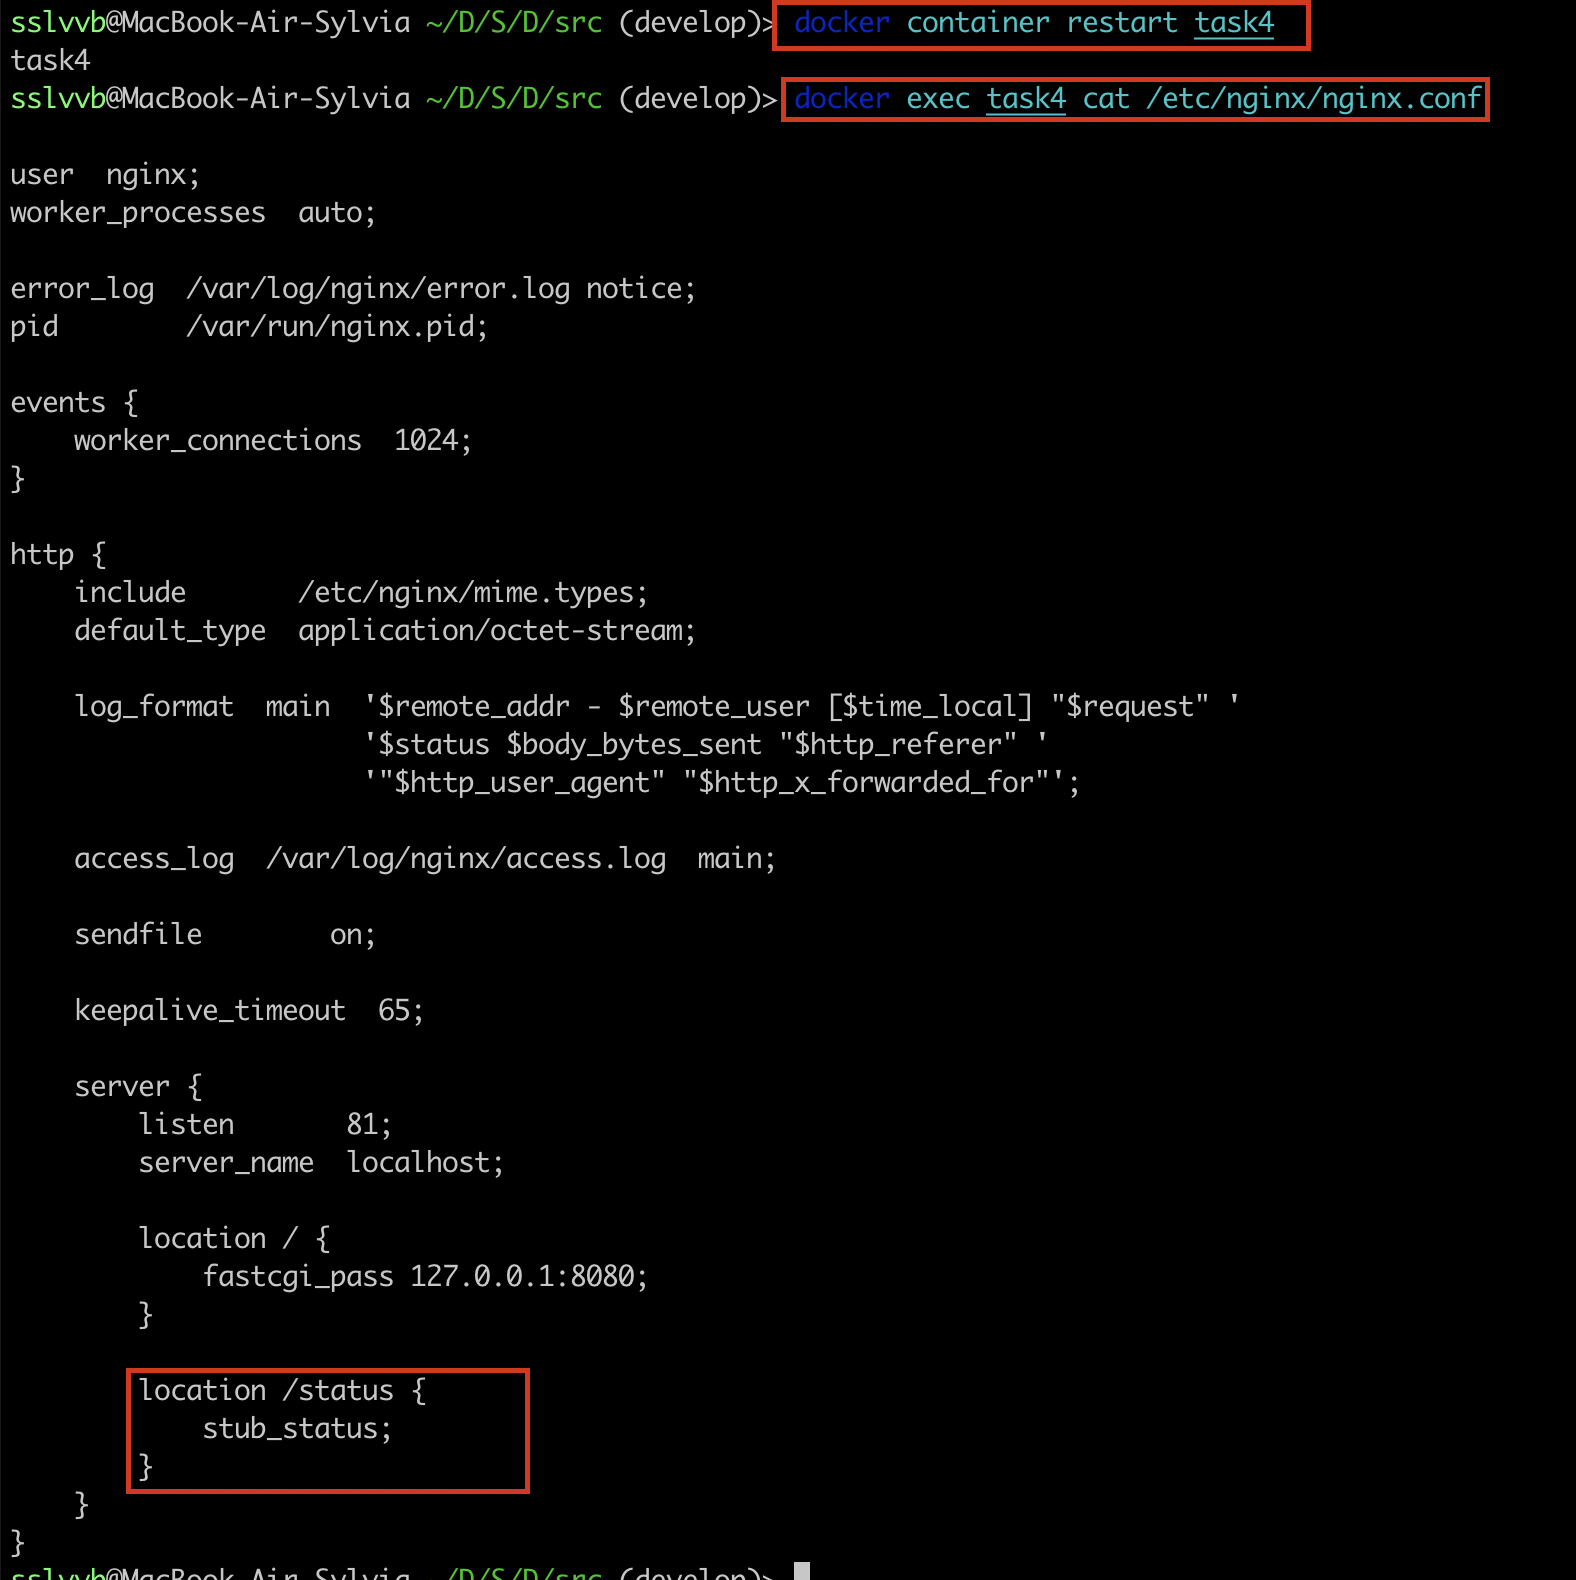 sslvvb@MacBook-Air-Sylvia ~/D/S/D/src (develop)> docker container restart task4
task4
sslvvb@MacBook-Air-Sylvia ~/D/S/D/src (develop)> docker exec task4 cat /etc/nginx/nginx.conf
user  nginx;
worker_processes  auto;
error_log  /var/log/nginx/error.log notice;
pid        /var/run/nginx.pid;
events {
    worker_connections  1024;
}
http {
    include       /etc/nginx/mime.types;
    default_type  application/octet-stream;
    log_format  main  '$remote_addr - $remote_user [$time_local] "$request" '
                      '$status $body_bytes_sent "$http_referer" '
                      '"$http_user_agent" "$http_x_forwarded_for"';
    access_log  /var/log/nginx/access.log  main;
    sendfile        on;
    keepalive_timeout  65;
    server {
        listen       81;
        server_name  localhost;
        location / {
            fastcgi_pass 127.0.0.1:8080;
        }
        location /status {
            stub_status;
        }
    }
}
sslvvb@MacBook-Air-Sylvia ~/D/S/D/src (develop)>